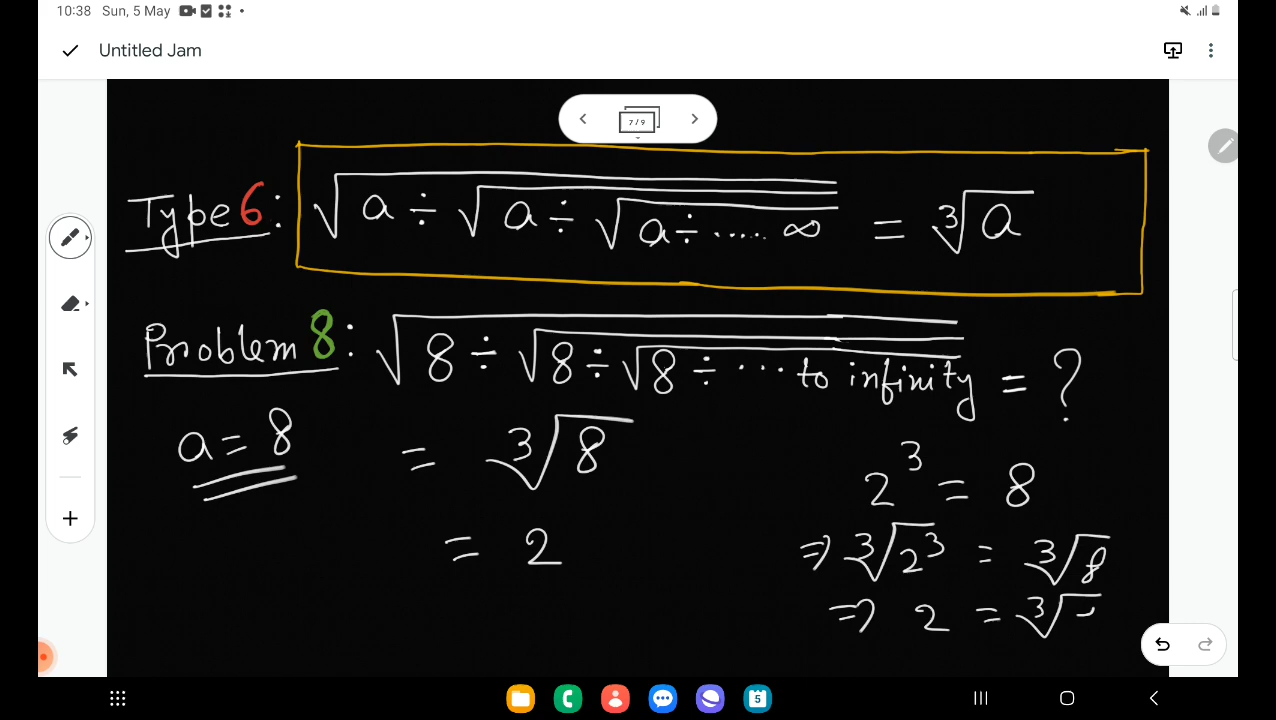 10:38 Sun, 5 May
Untitled Jam
7/9
Type 6: √(a ÷ √(a ÷ √(a ÷ ..... ∞))) = ∛a
Problem 8: √(8 ÷ √(8 ÷ √(8 ÷ ... to infinity))) = ?
a = 8
= ∛8
= 2
2³ = 8
⇒ ∛2³ = ∛8
⇒ 2 = ∛
5